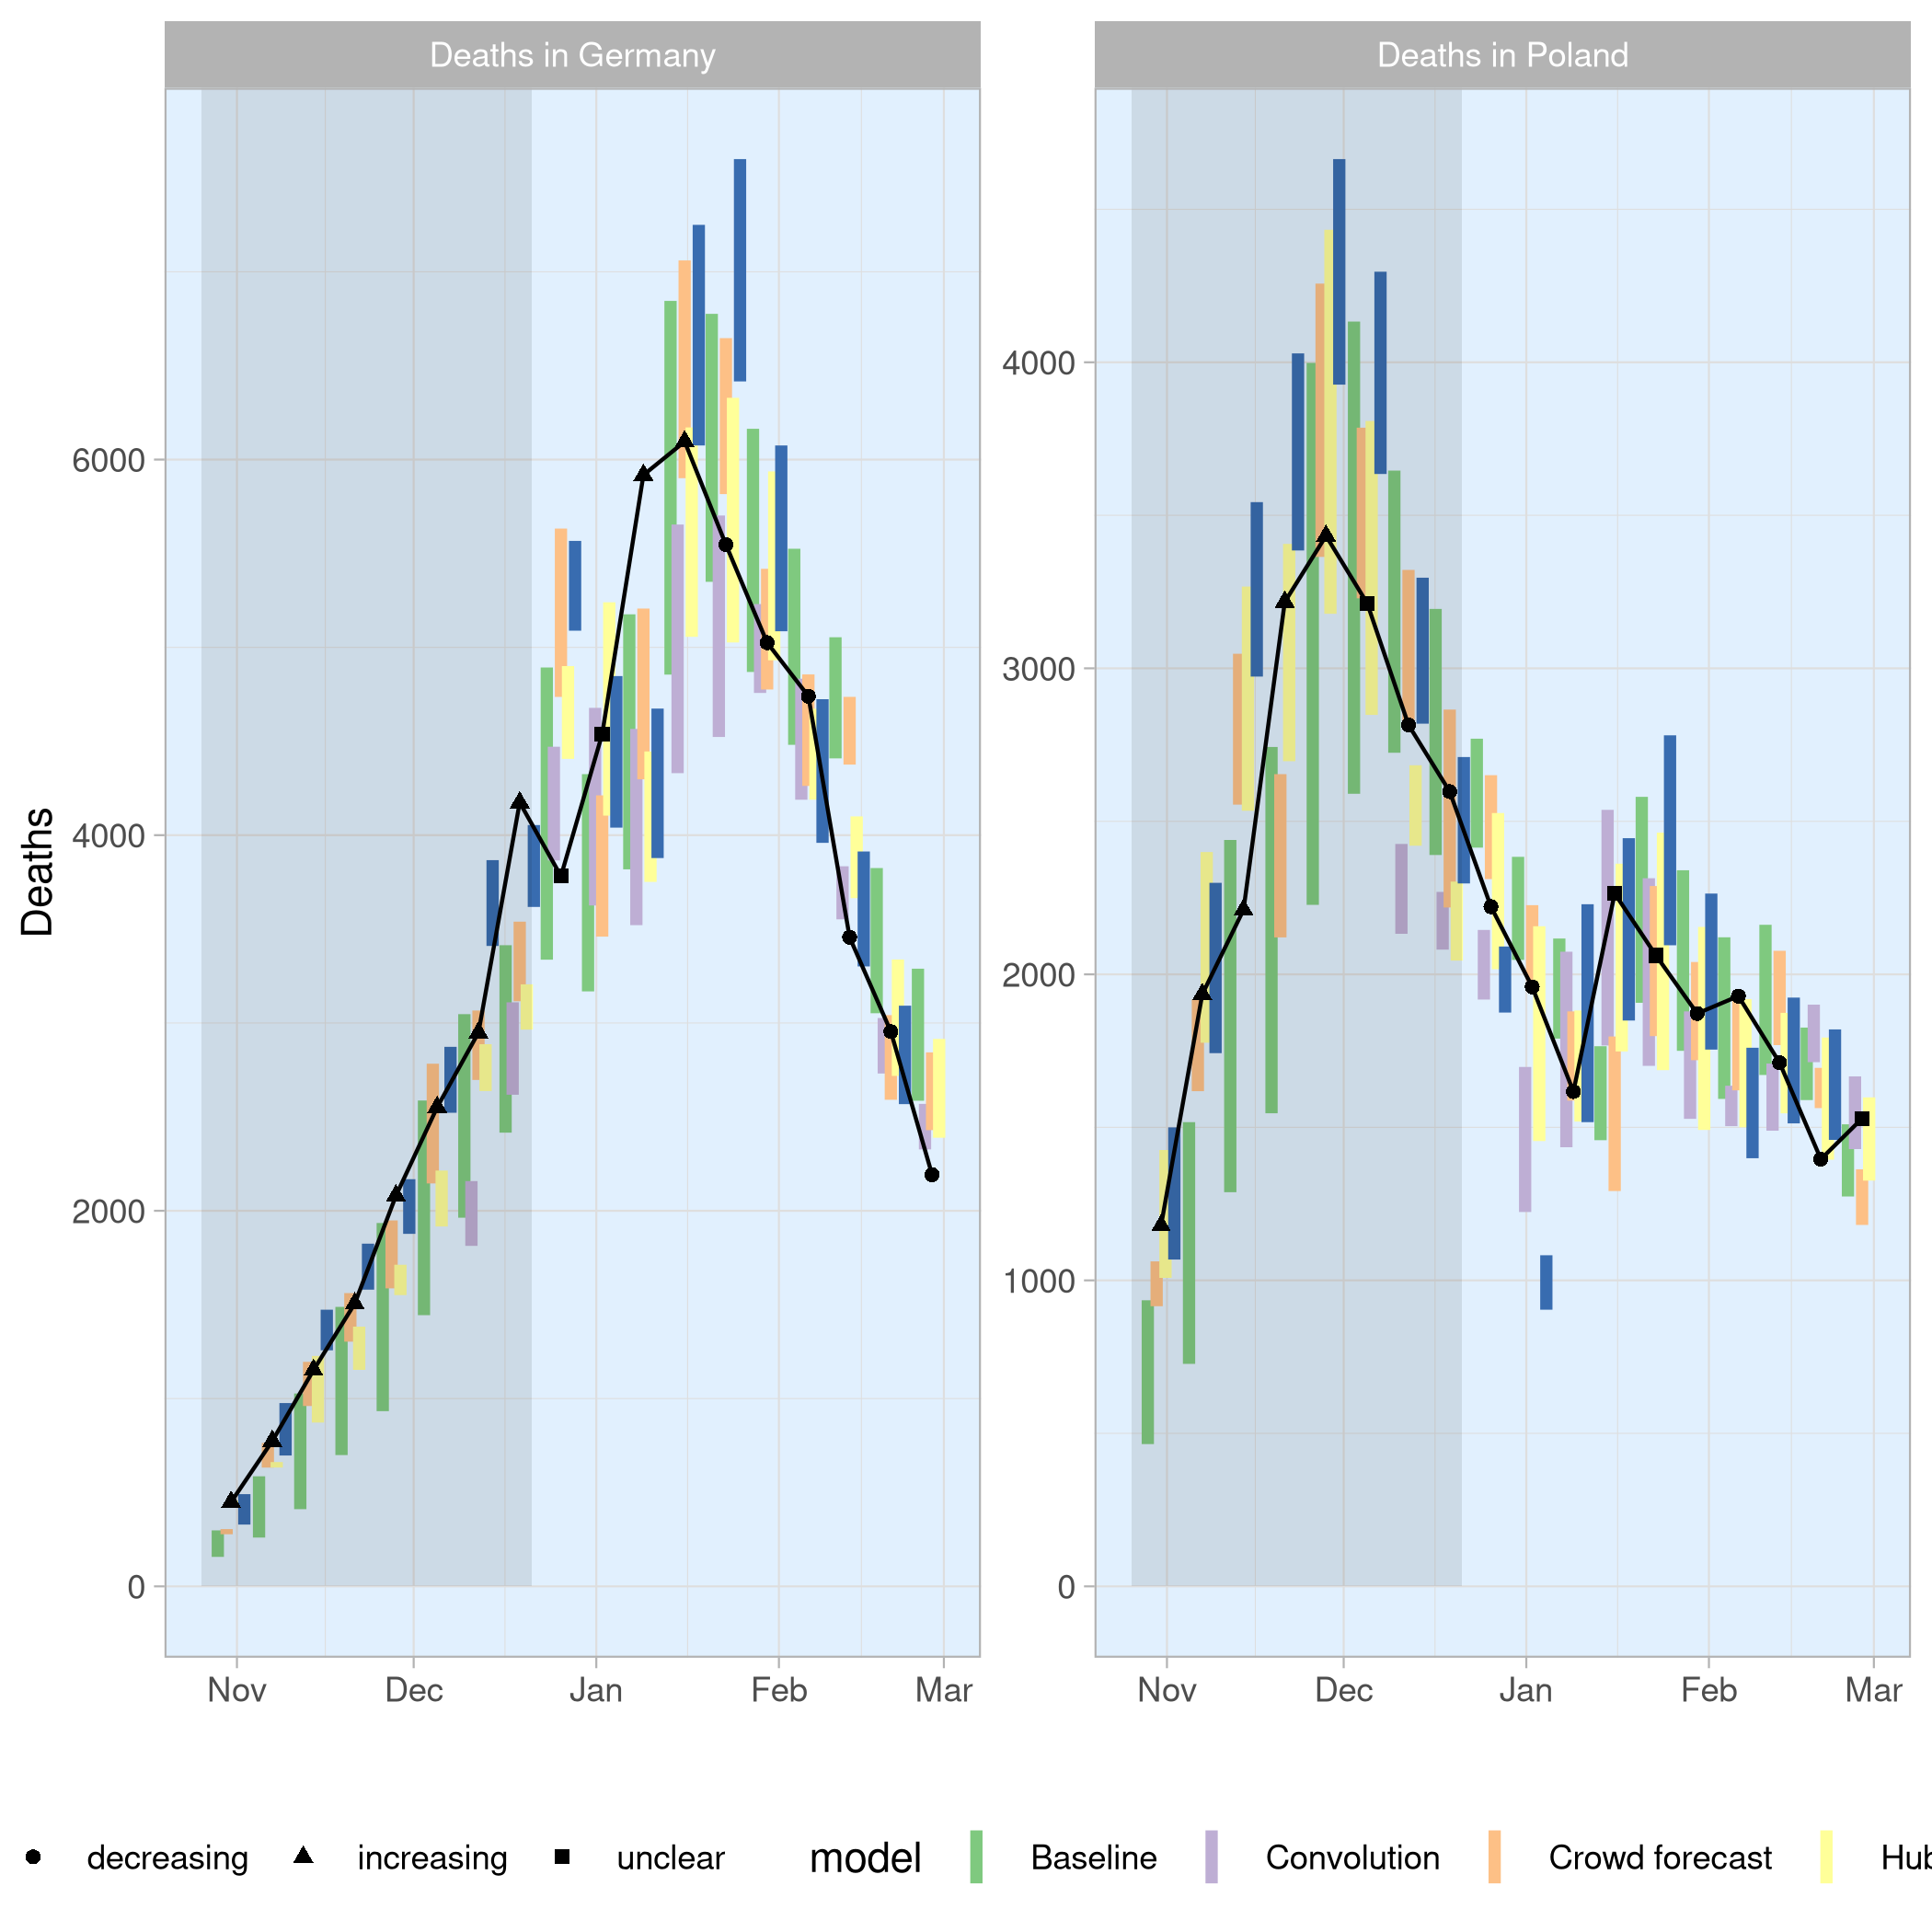 Deaths in Germany
Deaths in Poland
Deaths
6000
4000
2000
0
4000
3000
2000
1000
0
Nov Dec Jan Feb Mar
Nov Dec Jan Feb Mar
decreasing increasing unclear model Baseline Convolution Crowd forecast